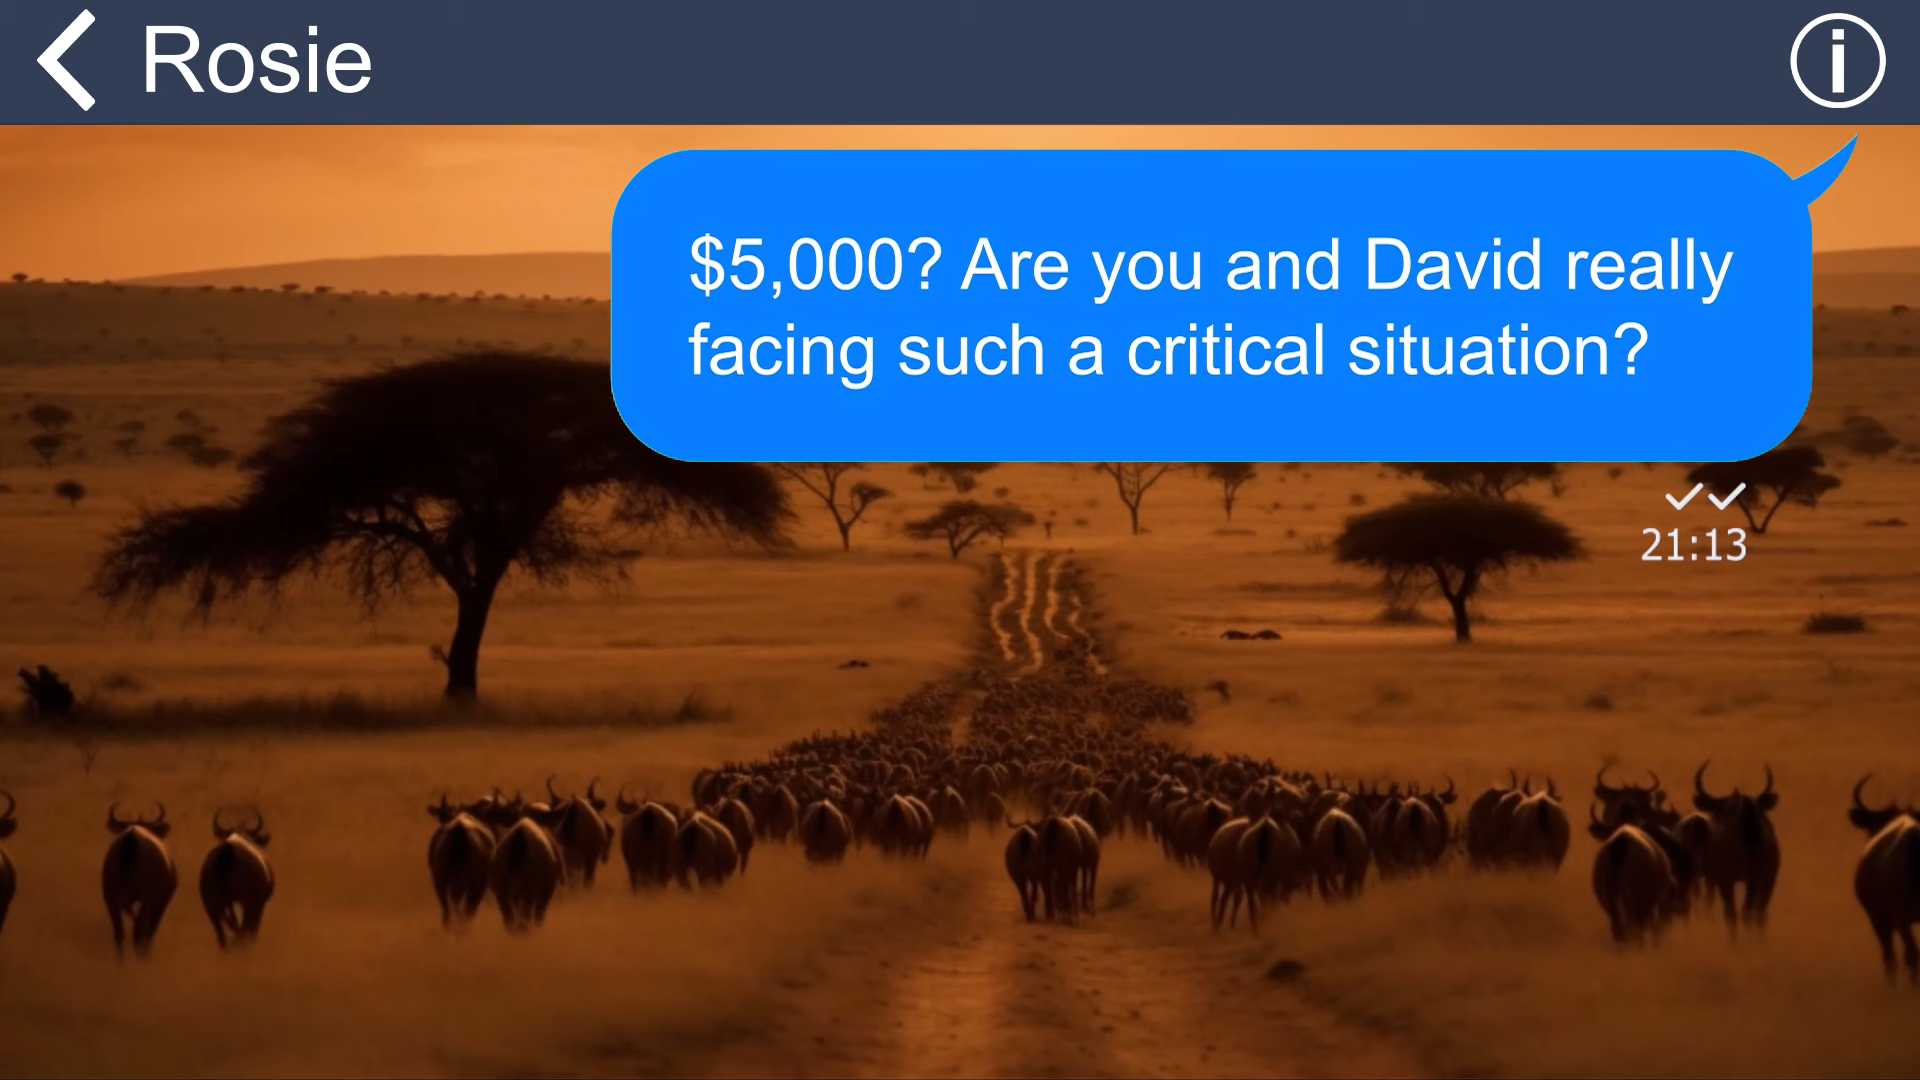 Rosie
$5,000? Are you and David really
facing such a critical situation?
21:13